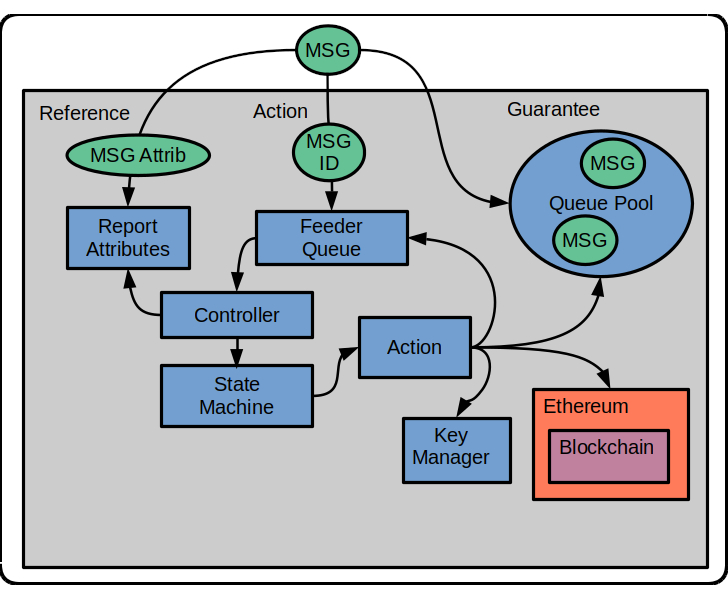 MSG
Reference
Action
Guarantee
MSG Attrib
MSG
ID
MSG
Queue Pool
MSG
Report
Attributes
Feeder
Queue
Controller
Action
State
Machine
Key
Manager
Ethereum
Blockchain